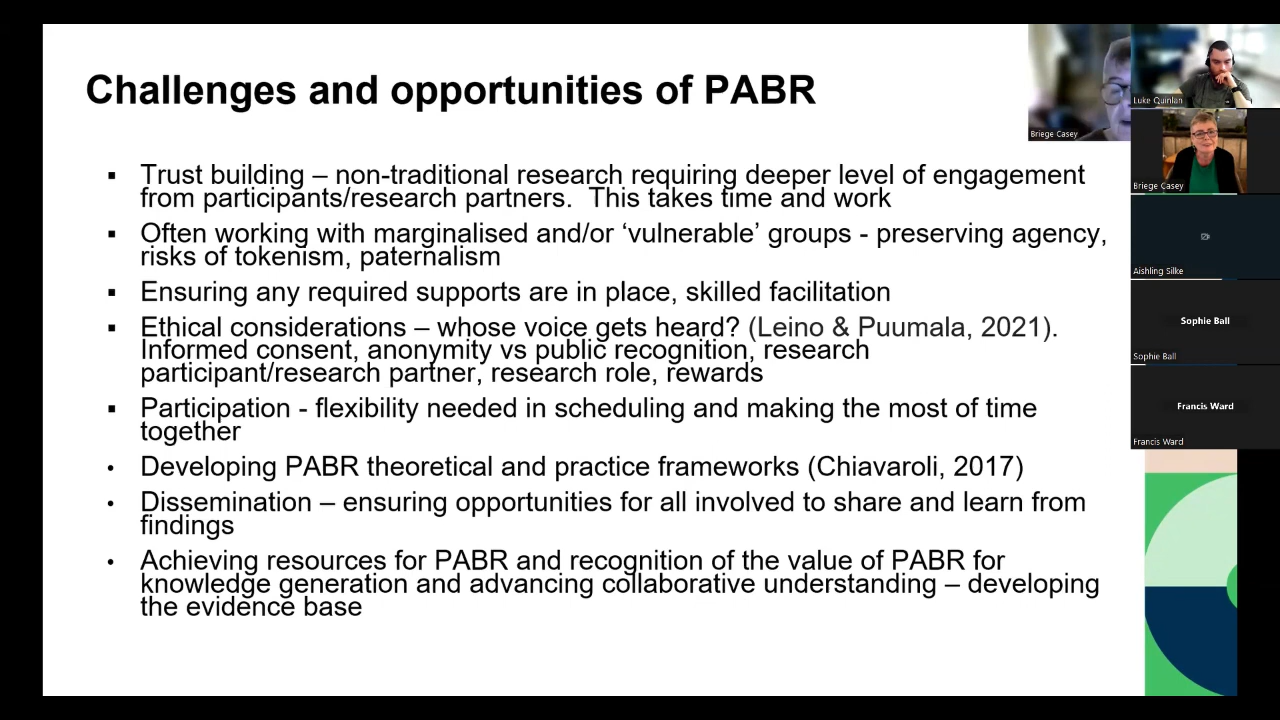 Challenges and opportunities of PABR
▪ Trust building – non-traditional research requiring deeper level of engagement
from participants/research partners.  This takes time and work
▪ Often working with marginalised and/or ‘vulnerable’ groups - preserving agency,
risks of tokenism, paternalism
▪ Ensuring any required supports are in place, skilled facilitation
▪ Ethical considerations – whose voice gets heard? (Leino & Puumala, 2021).
Informed consent, anonymity vs public recognition, research
participant/research partner, research role, rewards
▪ Participation - flexibility needed in scheduling and making the most of time
together
• Developing PABR theoretical and practice frameworks (Chiavaroli, 2017)
• Dissemination – ensuring opportunities for all involved to share and learn from
findings
• Achieving resources for PABR and recognition of the value of PABR for
knowledge generation and advancing collaborative understanding – developing
the evidence base
Briege Casey
Luke Quinlan
Briege Casey
Aishling Silke
Sophie Ball
Sophie Ball
Francis Ward
Francis Ward